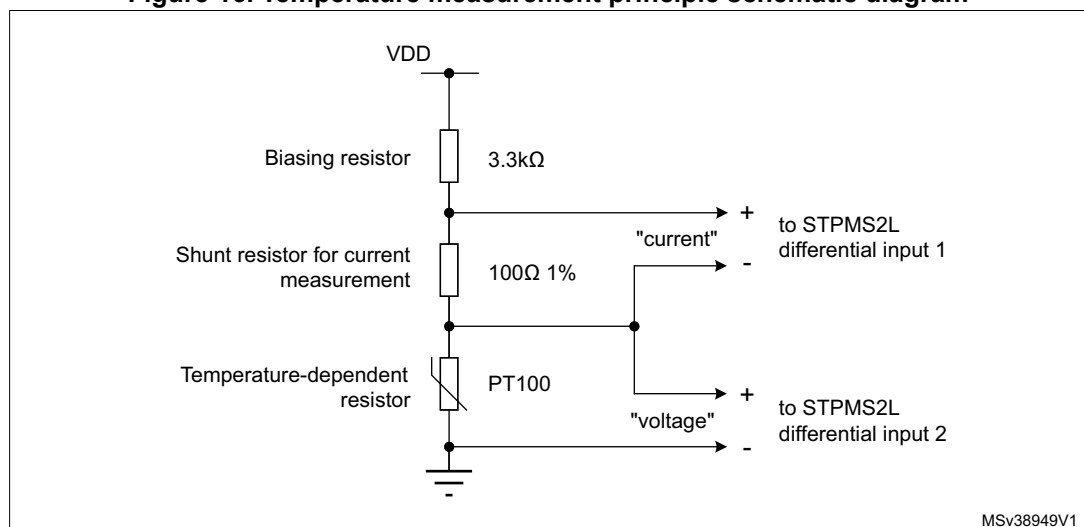 Figure 16. Temperature measurement principle schematic diagram
VDD
Biasing resistor
3.3kΩ
+
to STPMS2L
differential input 1
"current"
-
Shunt resistor for current
measurement
100Ω 1%
Temperature-dependent
resistor
PT100
+
to STPMS2L
differential input 2
"voltage"
-
MSv38949V1